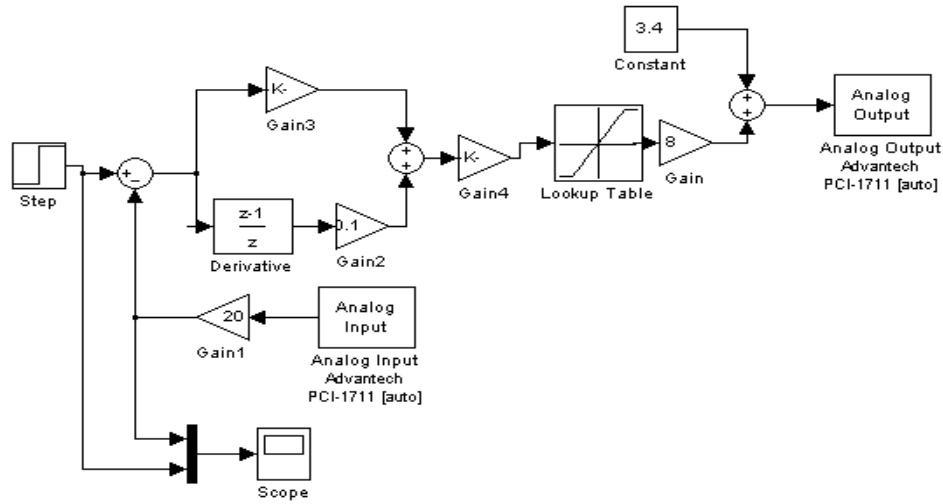 3.4
Constant
K-
Gain3
Analog
Output
Analog Output
Advantech
PCI-1711 [auto]
+
+
+
+
K-
Gain4
Lookup Table
8
Gain
Step
+
−
z-1
z
Derivative
0.1
Gain2
20
Gain1
Analog
Input
Analog Input
Advantech
PCI-1711 [auto]
Scope